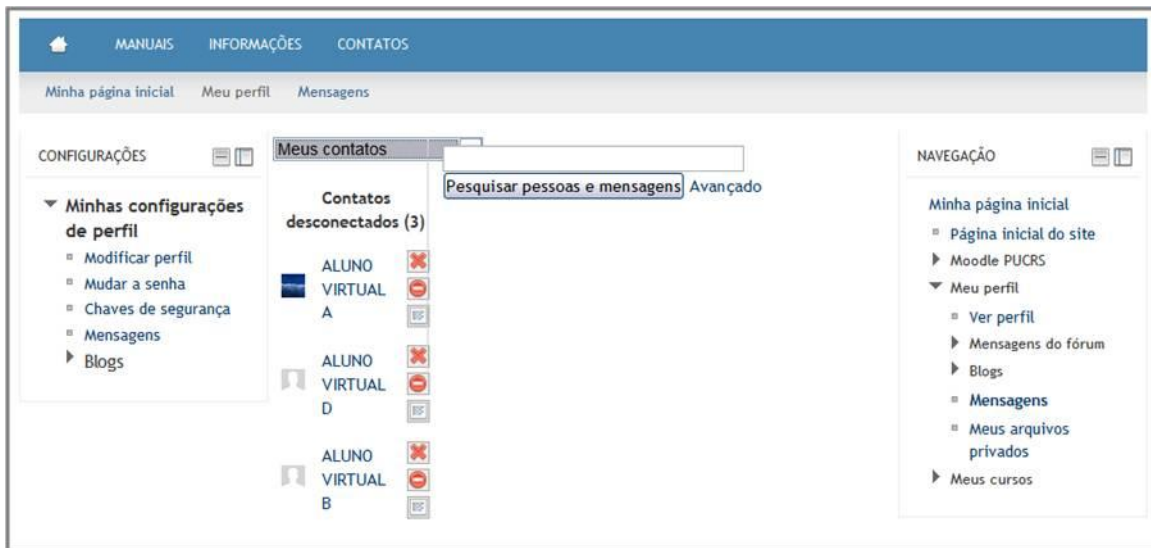 MANUAIS INFORMAÇÕES CONTATOS
Minha página inicial Meu perfil Mensagens
CONFIGURAÇÕES
Minhas configurações
de perfil
Modificar perfil
Mudar a senha
Chaves de segurança
Mensagens
Blogs
Meus contatos
Contatos
desconectados (3)
ALUNO
VIRTUAL
A
ALUNO
VIRTUAL
D
ALUNO
VIRTUAL
B
Pesquisar pessoas e mensagens Avançado
NAVEGAÇÃO
Minha página inicial
Página inicial do site
Moodle PUCRS
Meu perfil
Ver perfil
Mensagens do fórum
Blogs
Mensagens
Meus arquivos
privados
Meus cursos